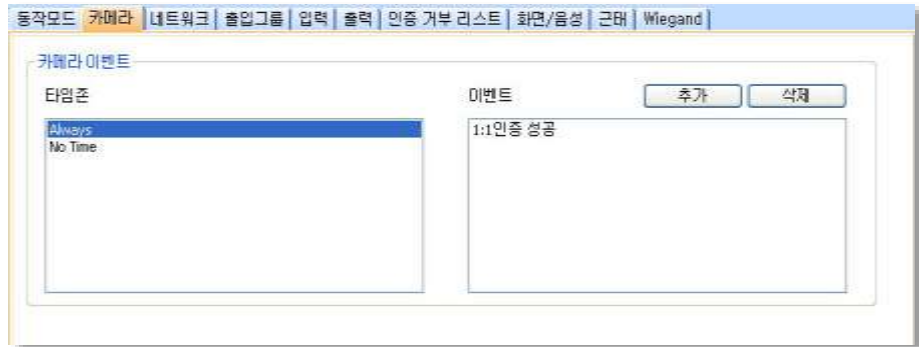 동작모드 카메라 네트워크 출입그룹 입력 출력 인증 거부 리스트 화면/음성 근태 Wiegand
카메라 이벤트
타임존 이벤트 추가 삭제
Always 1:1인증 성공
No Time